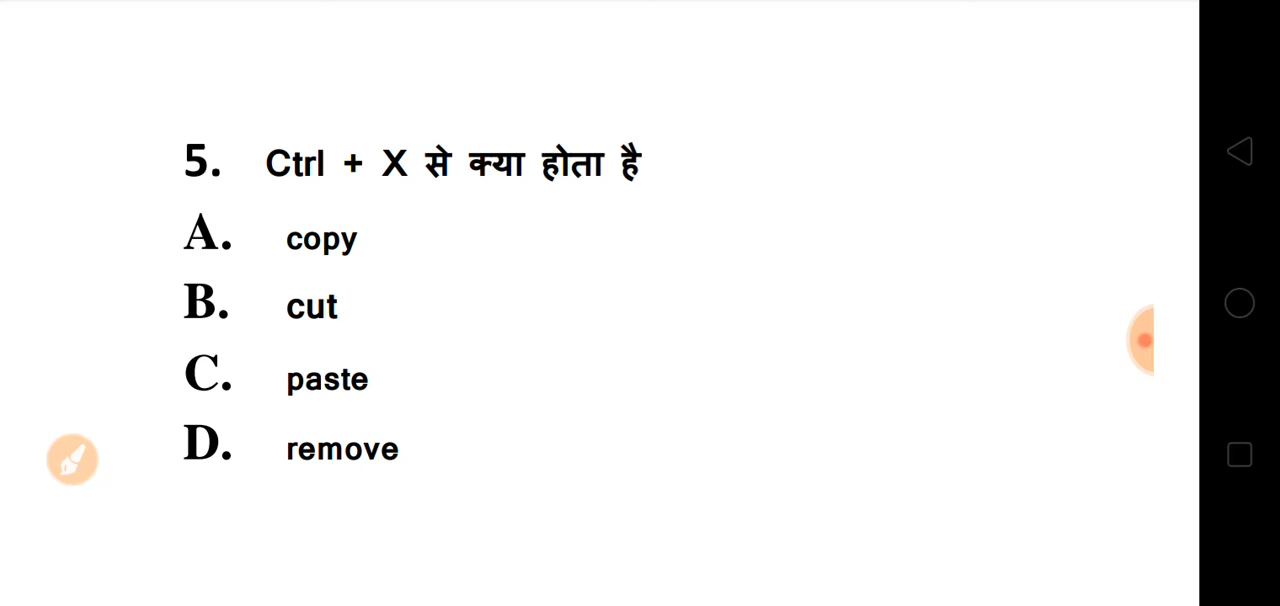 5. Ctrl + X से क्या होता है
A. copy
B. cut
C. paste
D. remove